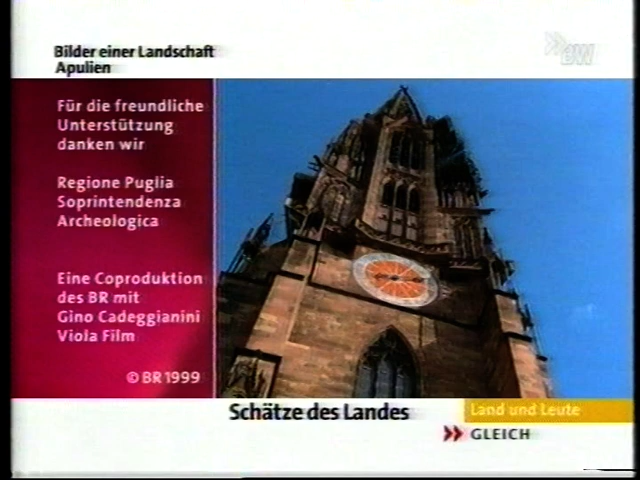 Bilder einer Landschaft
Apulien
BW
Für die freundliche
Unterstützung
danken wir
Regione Puglia
Soprintendenza
Archeologica
Eine Coproduktion
des BR mit
Gino Cadeggianini
Viola Film
© BR 1999
Schätze des Landes
Land und Leute
GLEICH